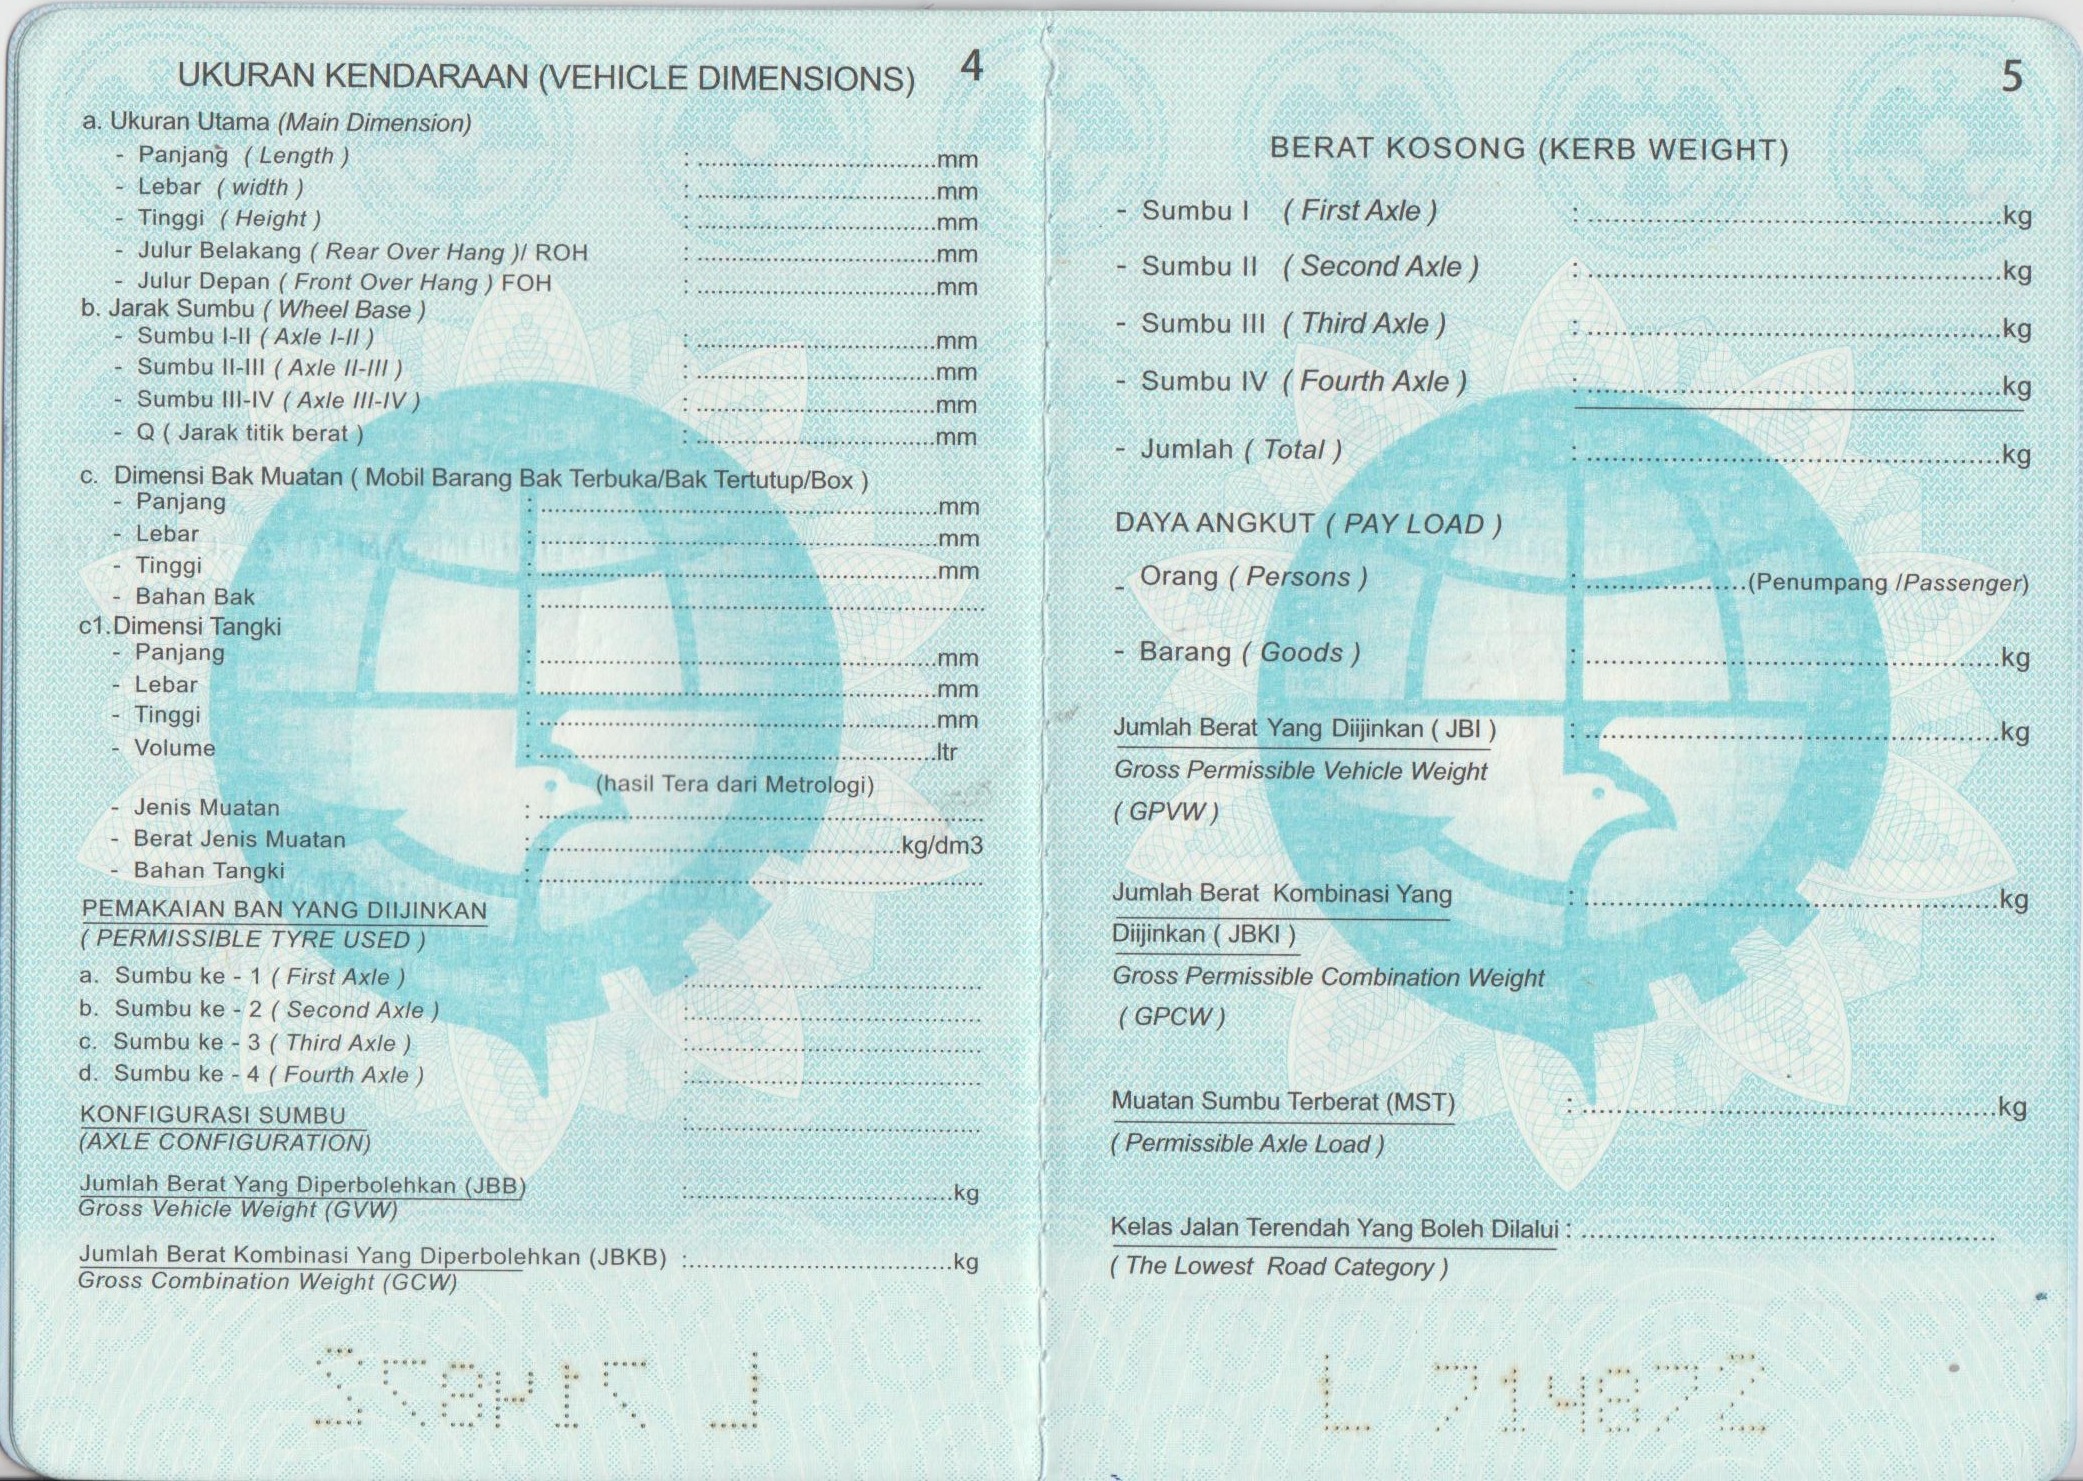 UKURAN KENDARAAN (VEHICLE DIMENSIONS) 4
a. Ukuran Utama (Main Dimension)
- Panjang ( Length ) : ........ mm
- Lebar ( width ) : ........ mm
- Tinggi ( Height ) : ........ mm
- Julur Belakang ( Rear Over Hang )/ ROH : ........ mm
- Julur Depan ( Front Over Hang ) FOH : ........ mm
b. Jarak Sumbu ( Wheel Base )
- Sumbu I-II ( Axle I-II ) : ........ mm
- Sumbu II-III ( Axle II-III ) : ........ mm
- Sumbu III-IV ( Axle III-IV ) : ........ mm
- Q ( Jarak titik berat ) : ........ mm
c. Dimensi Bak Muatan ( Mobil Barang Bak Terbuka/Bak Tertutup/Box )
- Panjang : ........ mm
- Lebar : ........ mm
- Tinggi : ........ mm
- Bahan Bak : ........
c1. Dimensi Tangki
- Panjang : ........ mm
- Lebar : ........ mm
- Tinggi : ........ mm
- Volume : ........ ltr
(hasil Tera dari Metrologi)
- Jenis Muatan : ........
- Berat Jenis Muatan : ........ kg/dm3
- Bahan Tangki : ........
PEMAKAIAN BAN YANG DIIJINKAN
( PERMISSIBLE TYRE USED )
a. Sumbu ke - 1 ( First Axle ) : ........
b. Sumbu ke - 2 ( Second Axle ) : ........
c. Sumbu ke - 3 ( Third Axle ) : ........
d. Sumbu ke - 4 ( Fourth Axle ) : ........
KONFIGURASI SUMBU : ........
(AXLE CONFIGURATION)
Jumlah Berat Yang Diperbolehkan (JBB) : ........ kg
Gross Vehicle Weight (GVW)
Jumlah Berat Kombinasi Yang Diperbolehkan (JBKB) : ........ kg
Gross Combination Weight (GCW)
5
BERAT KOSONG (KERB WEIGHT)
- Sumbu I ( First Axle ) : ........ kg
- Sumbu II ( Second Axle ) : ........ kg
- Sumbu III ( Third Axle ) : ........ kg
- Sumbu IV ( Fourth Axle ) : ........ kg
- Jumlah ( Total ) : ........ kg
DAYA ANGKUT ( PAY LOAD )
- Orang ( Persons ) : ........ (Penumpang /Passenger)
- Barang ( Goods ) : ........ kg
Jumlah Berat Yang Diijinkan ( JBI ) : ........ kg
Gross Permissible Vehicle Weight
( GPVW )
Jumlah Berat Kombinasi Yang : ........ kg
Diijinkan ( JBKI )
Gross Permissible Combination Weight
( GPCW )
Muatan Sumbu Terberat (MST) : ........ kg
( Permissible Axle Load )
Kelas Jalan Terendah Yang Boleh Dilalui : ........
( The Lowest Road Category )